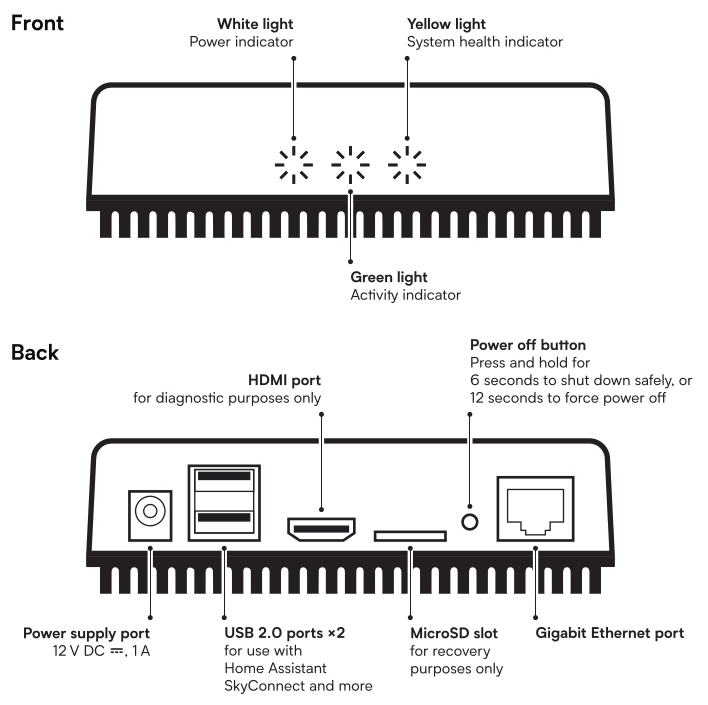 Front
White light
Power indicator
Yellow light
System health indicator
Green light
Activity indicator
Back
Power off button
Press and hold for
6 seconds to shut down safely, or
12 seconds to force power off
HDMI port
for diagnostic purposes only
Power supply port
12 V DC ⎓, 1 A
USB 2.0 ports ×2
for use with
Home Assistant
SkyConnect and more
MicroSD slot
for recovery
purposes only
Gigabit Ethernet port